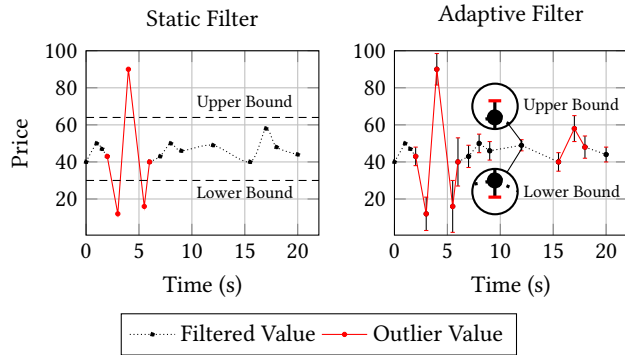 Static Filter
Adaptive Filter
100
80
60
40
20
Price
Upper Bound
Lower Bound
0
5
10
15
20
Time (s)
100
80
60
40
20
Upper Bound
Lower Bound
0
5
10
15
20
Time (s)
Filtered Value
Outlier Value